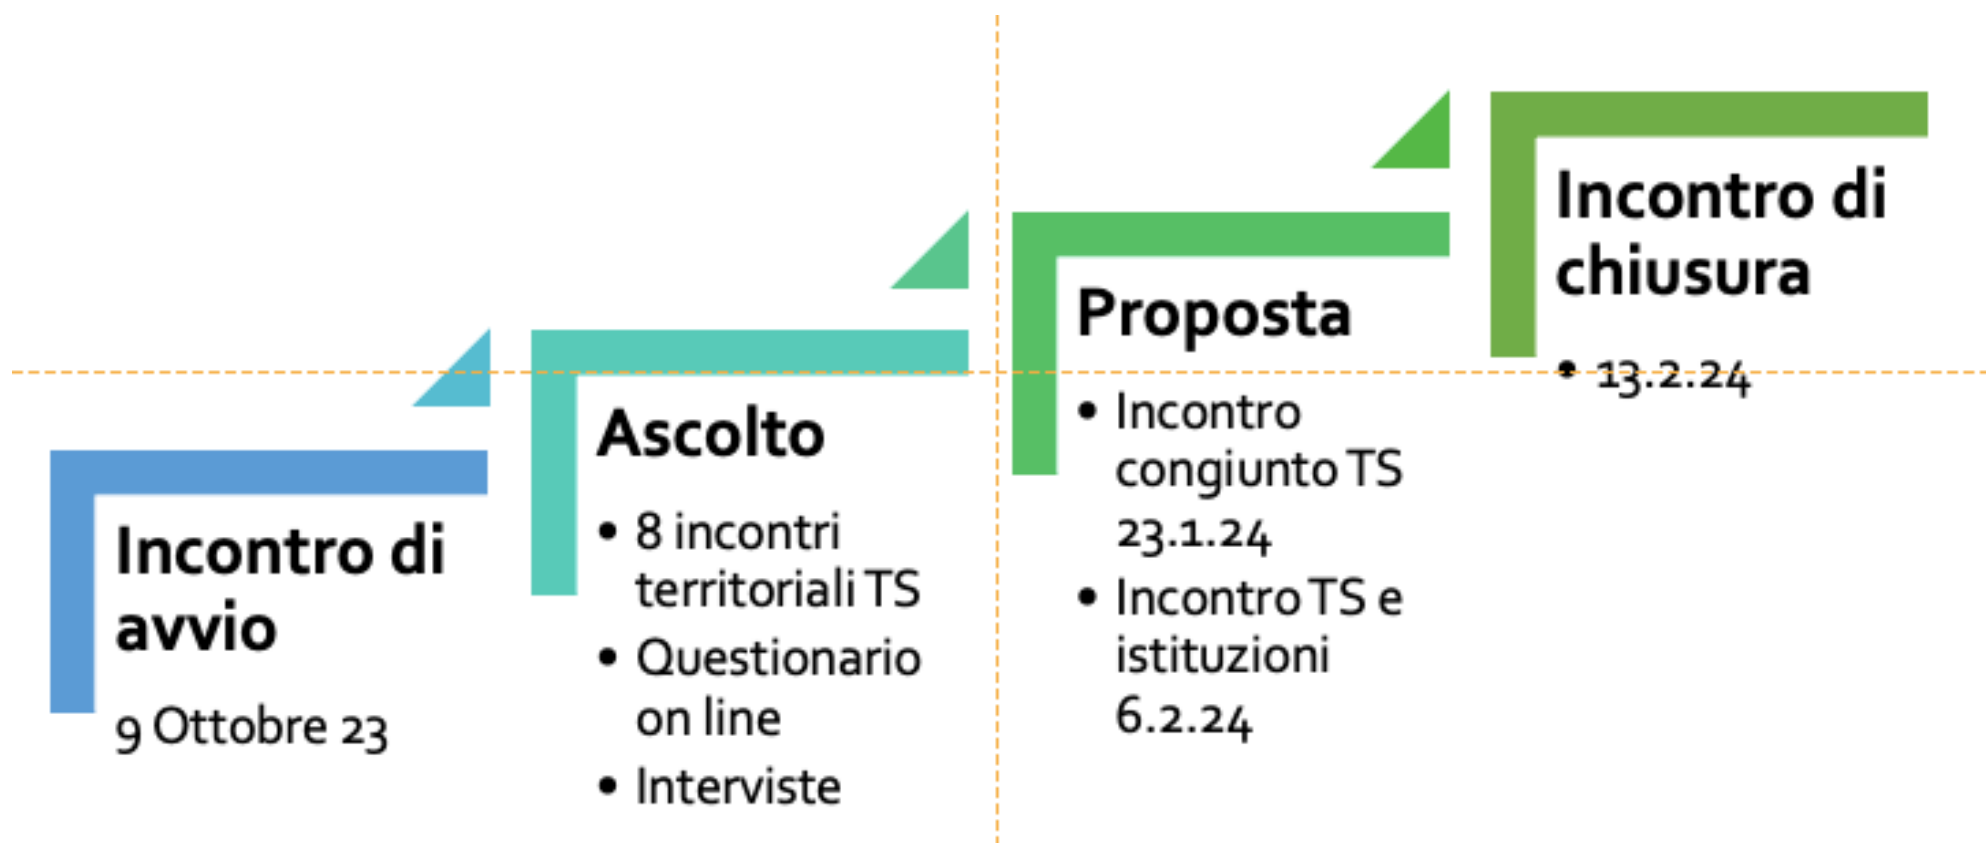 Incontro di
avvio
9 Ottobre 23
Ascolto
• 8 incontri
territoriali TS
• Questionario
on line
• Interviste
Proposta
• Incontro
congiunto TS
23.1.24
• Incontro TS e
istituzioni
6.2.24
Incontro di
chiusura
• 13.2.24